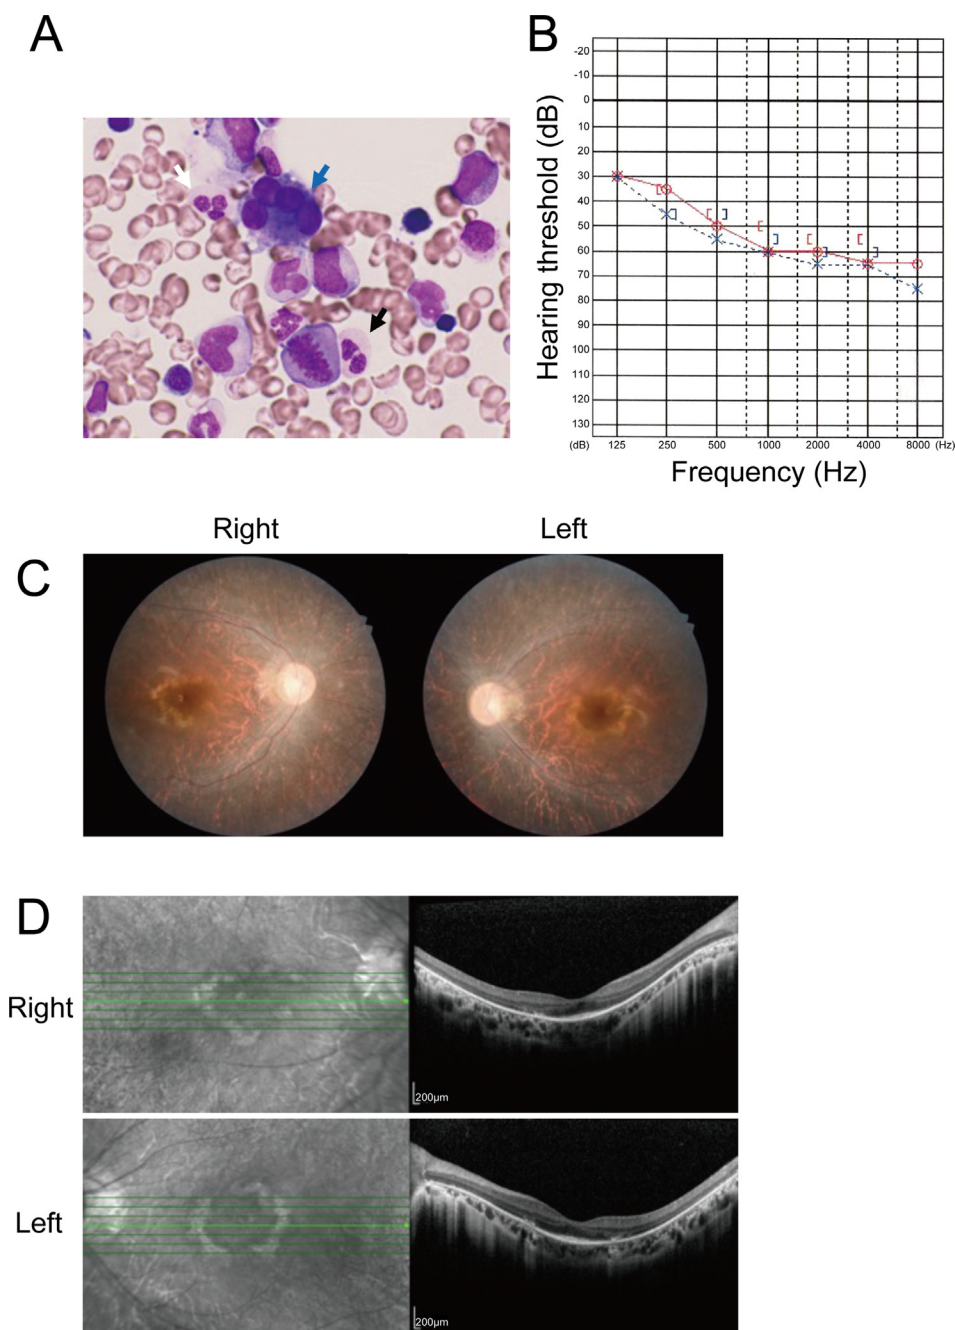 A
B
-20
-10
0
10
20
30
40
50
60
70
80
90
100
110
120
130
Hearing threshold (dB)
(dB) 125 250 500 1000 2000 4000 8000 (Hz)
Frequency (Hz)
Right Left
C
D
Right
200µm
Left
200µm